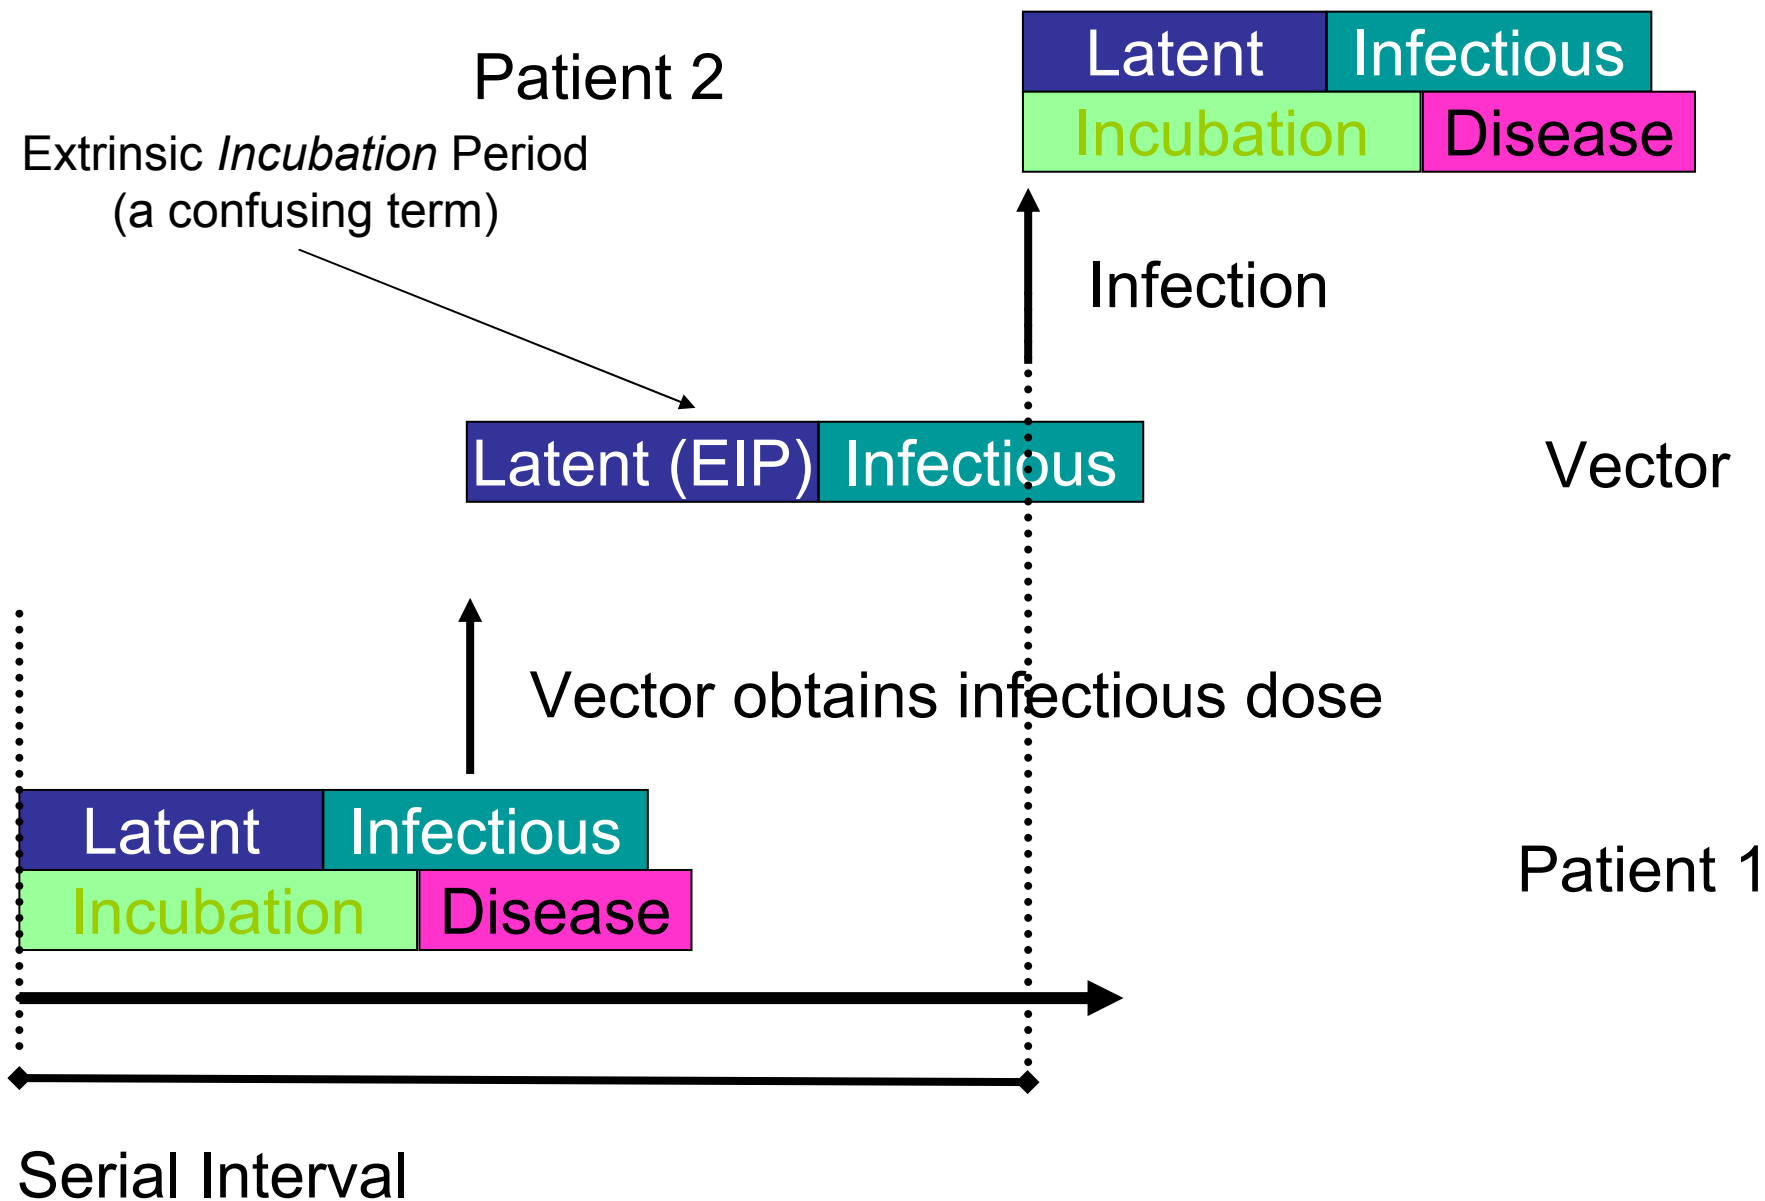 Latent Infectious
Patient 2
Incubation Disease
Extrinsic Incubation Period
(a confusing term)
Infection
Latent (EIP) Infectious
Vector
Vector obtains infectious dose
Latent Infectious
Patient 1
Incubation Disease
Serial Interval